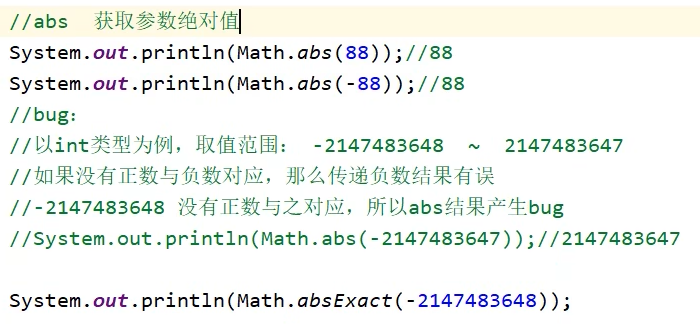 //abs  获取参数绝对值
System.out.println(Math.abs(88));//88
System.out.println(Math.abs(-88));//88
//bug：
//以int类型为例，取值范围： -2147483648  ~  2147483647
//如果没有正数与负数对应，那么传递负数结果有误
//-2147483648 没有正数与之对应，所以abs结果产生bug
//System.out.println(Math.abs(-2147483647));//2147483647
System.out.println(Math.absExact(-2147483648));